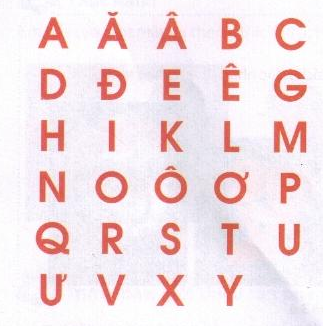 A Ă Â B C
D Đ E Ê G
H I K L M
N O Ô Ơ P
Q R S T U
Ư V X Y